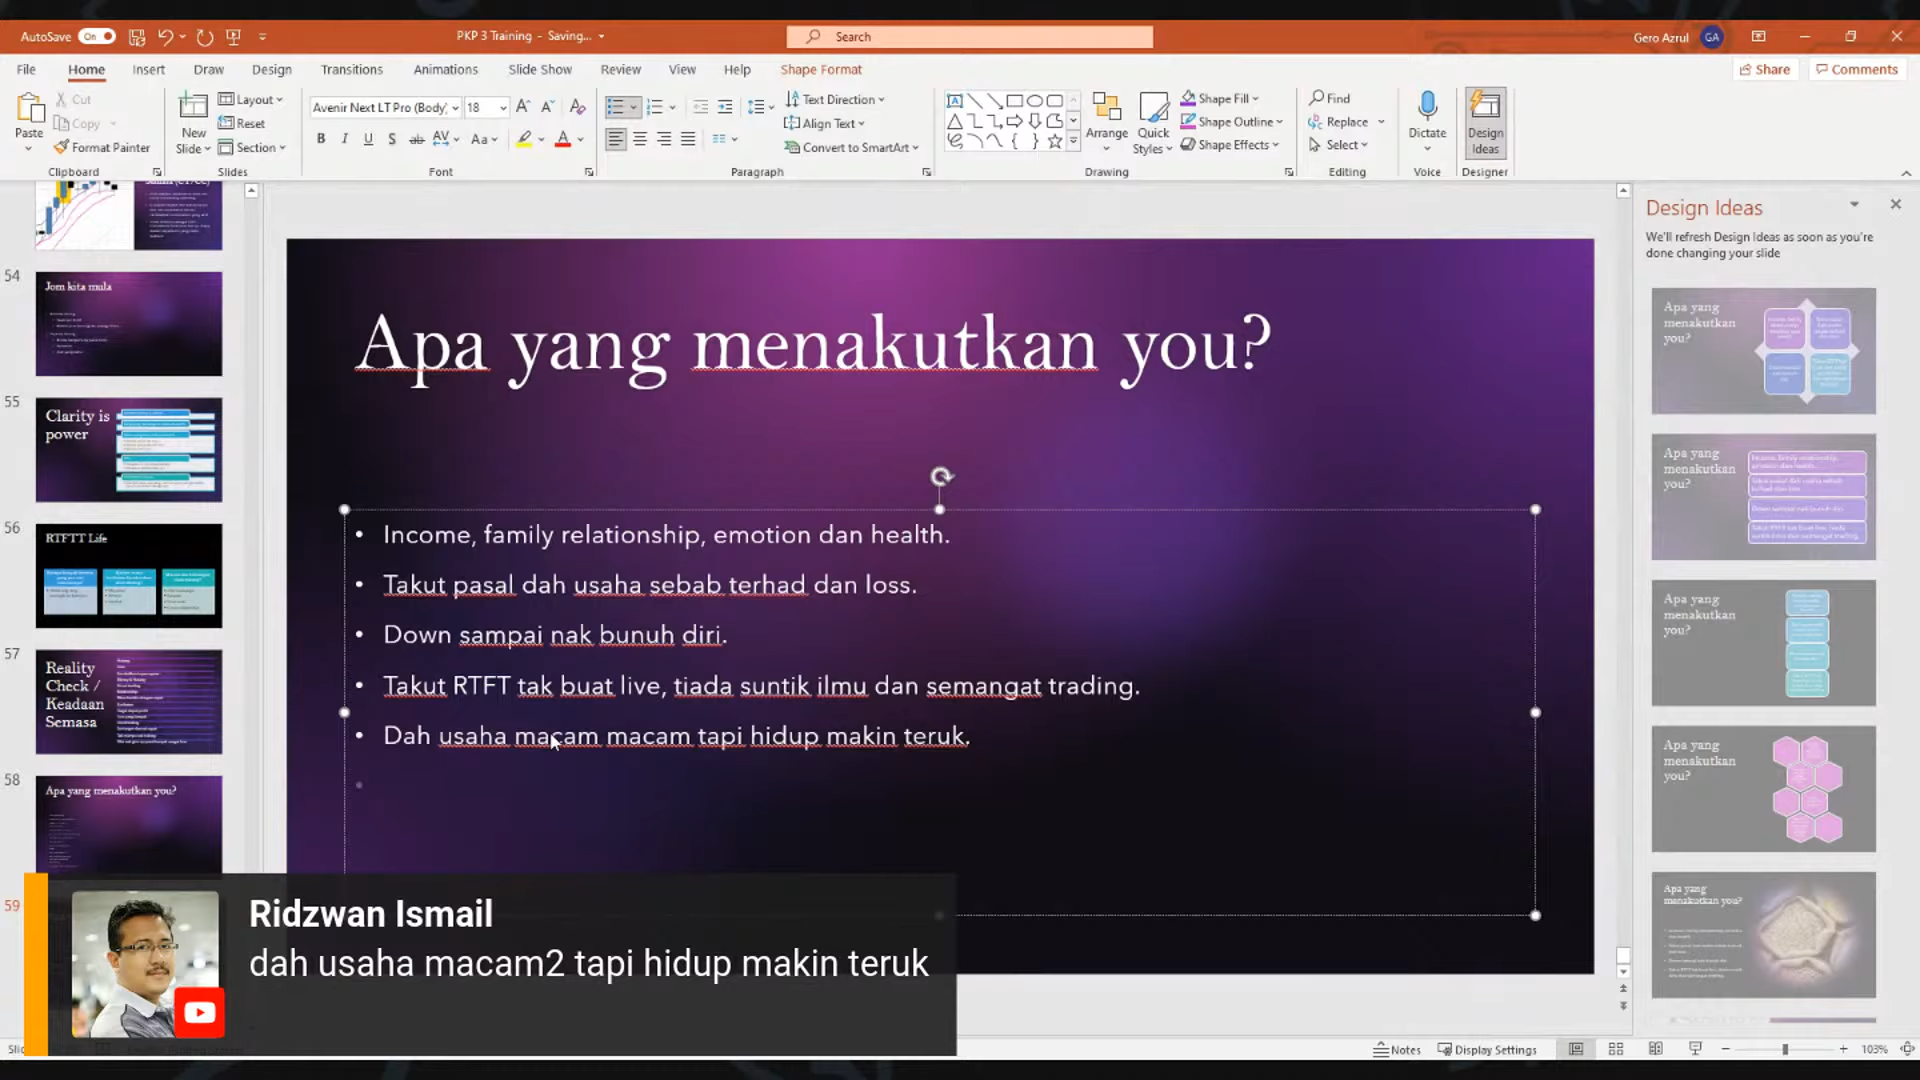 AutoSave On PKP 3 Training - Saving... Search Gero Azrul GA
File Home Insert Draw Design Transitions Animations Slide Show Review View Help Shape Format Share Comments
Paste Cut Copy Format Painter
Clipboard
New Slide Layout Reset Section
Slides
Avenir Next LT Pro (Body) 18
B I U S ab AV Aa A
Font
Text Direction Align Text Convert to SmartArt
Paragraph
Arrange Quick Styles Shape Fill Shape Outline Shape Effects
Drawing
Find Replace Select
Editing
Dictate
Voice
Design Ideas
Designer
54
Jom kita mula
55
Clarity is
power
56
RTFTT Life
57
Reality
Check /
Readaan
Semasa
58
Apa yang menakutkan you?
59
Apa yang menakutkan you?
• Income, family relationship, emotion dan health.
• Takut pasal dah usaha sebab terhad dan loss.
• Down sampai nak bunuh diri.
• Takut RTFT tak buat live, tiada suntik ilmu dan semangat trading.
• Dah usaha macam macam tapi hidup makin teruk.
Design Ideas
We'll refresh Design Ideas as soon as you're
done changing your slide
Apa yang
menakutkan
you?
Apa yang
menakutkan
you?
Apa yang
menakutkan
you?
Apa yang
menakutkan
you?
Apa yang
menakutkan you?
Ridzwan Ismail
dah usaha macam2 tapi hidup makin teruk
Notes Display Settings 103%